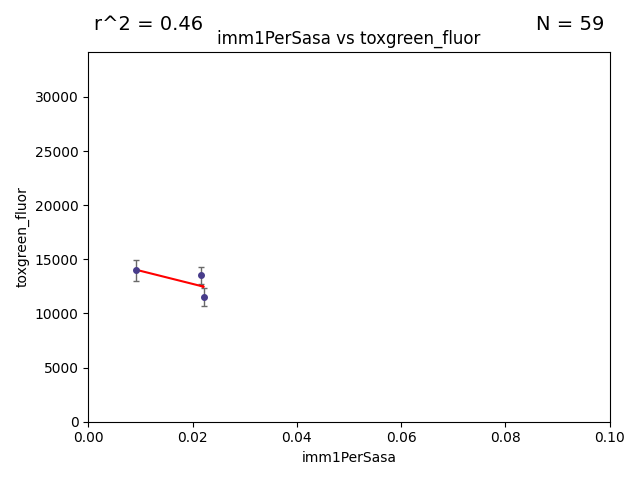 r^2 = 0.46
N = 59
imm1PerSasa vs toxgreen_fluor
30000
25000
20000
15000
10000
5000
0
toxgreen_fluor
0.00
0.02
0.04
0.06
0.08
0.10
imm1PerSasa